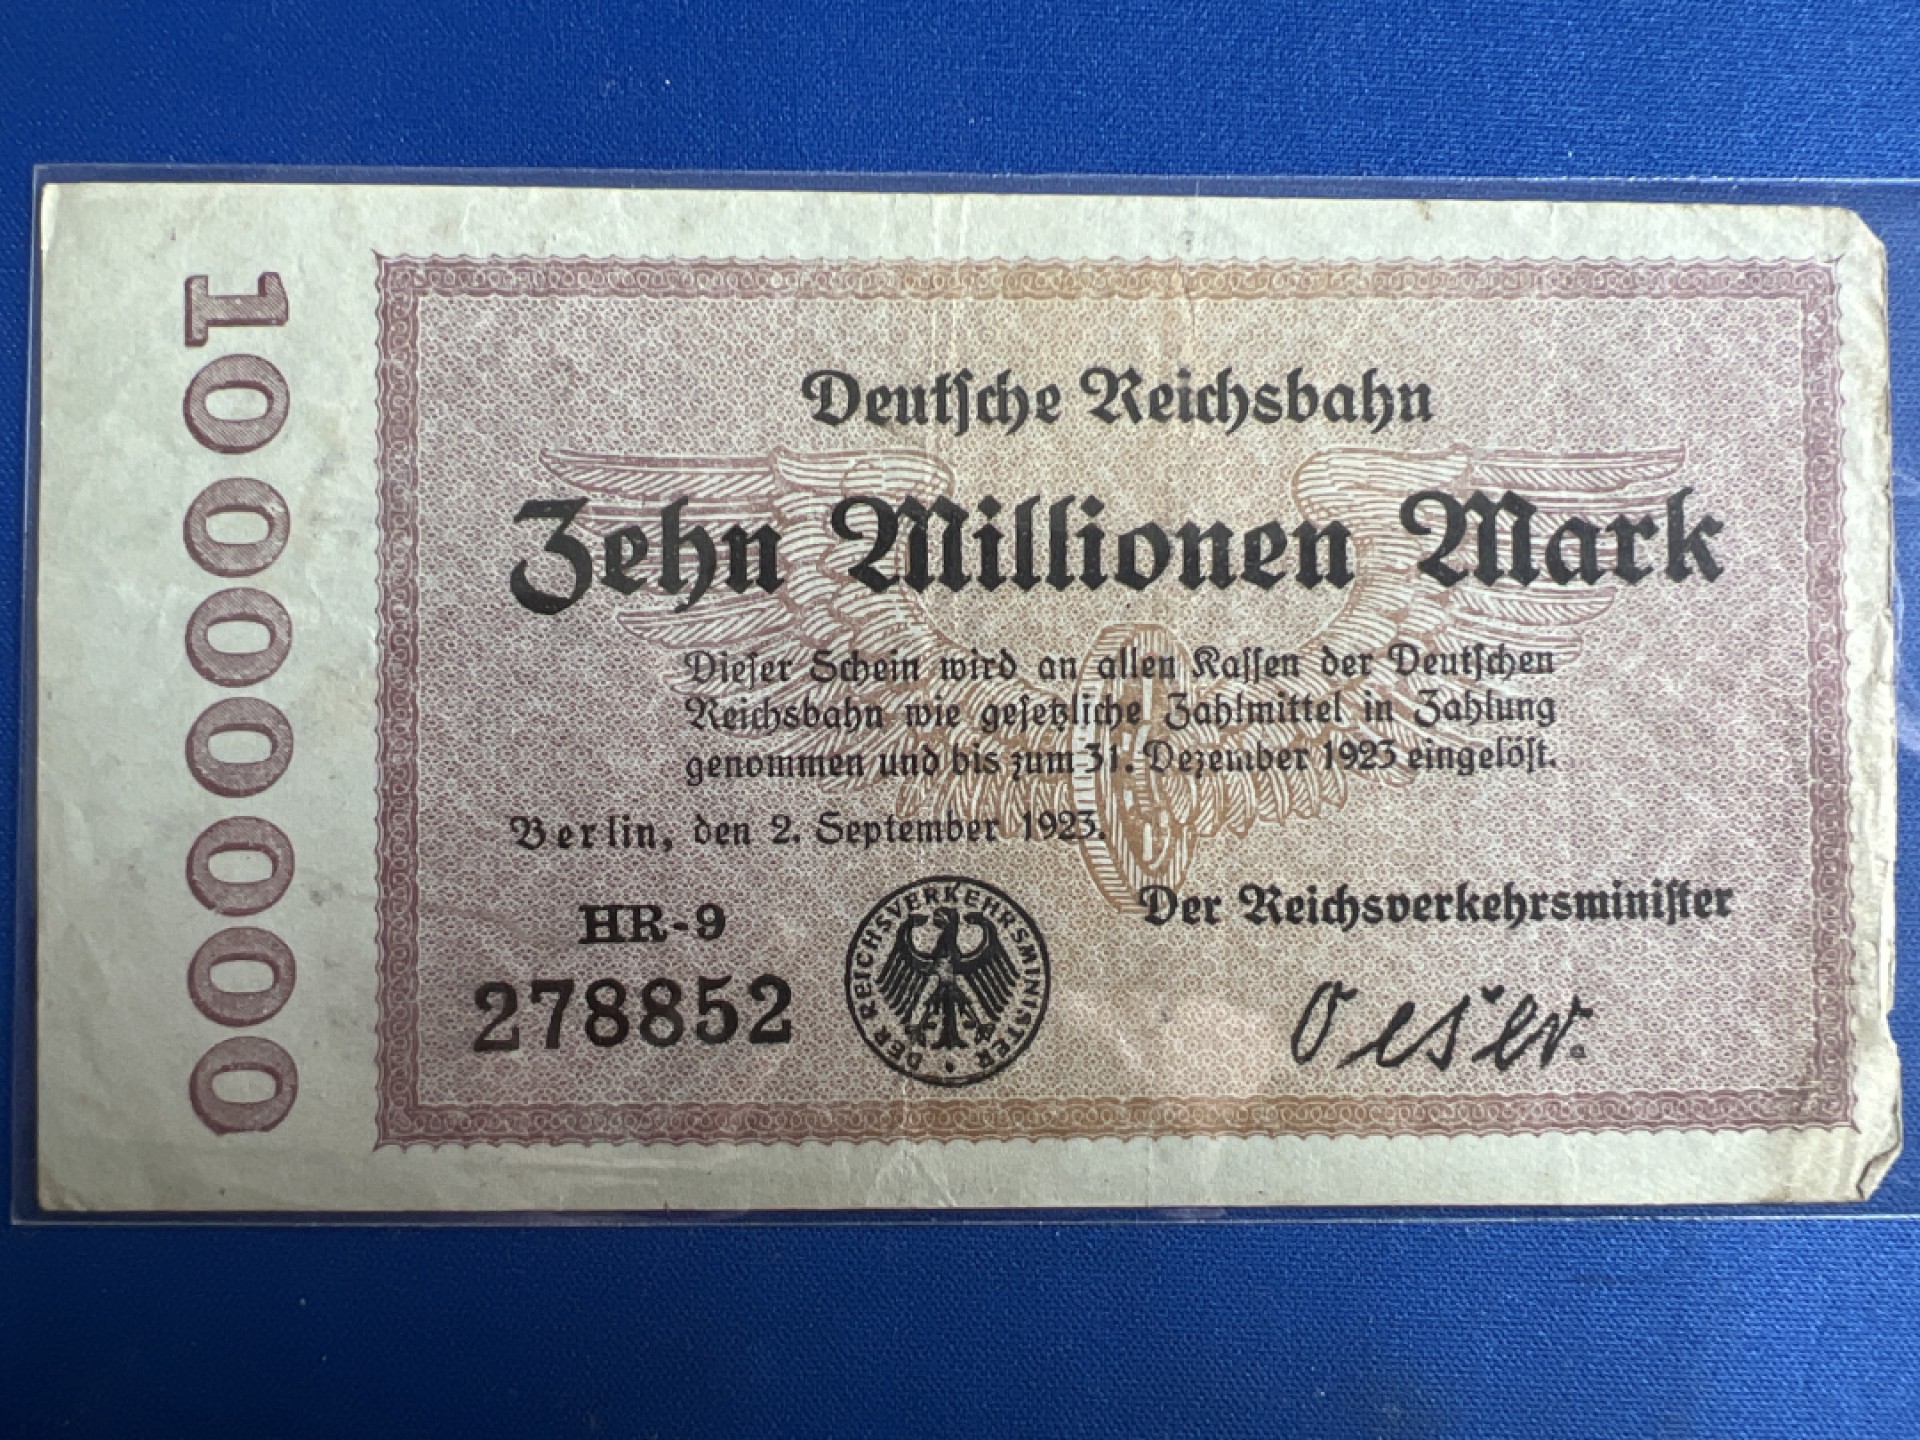 10000000
Deutsche Reichsbahn
Zehn Millionen Mark
Dieser Schein wird an allen Kassen der Deutschen
Reichsbahn wie gesetzliche Zahlmittel in Zahlung
genommen und bis zum 31. Dezember 1923 eingelöst.
Berlin, den 2. September 1923.
HR-9
278852
DER REICHSVERKEHRSMINISTER
Der Reichsverkehrsminister
Oeser.